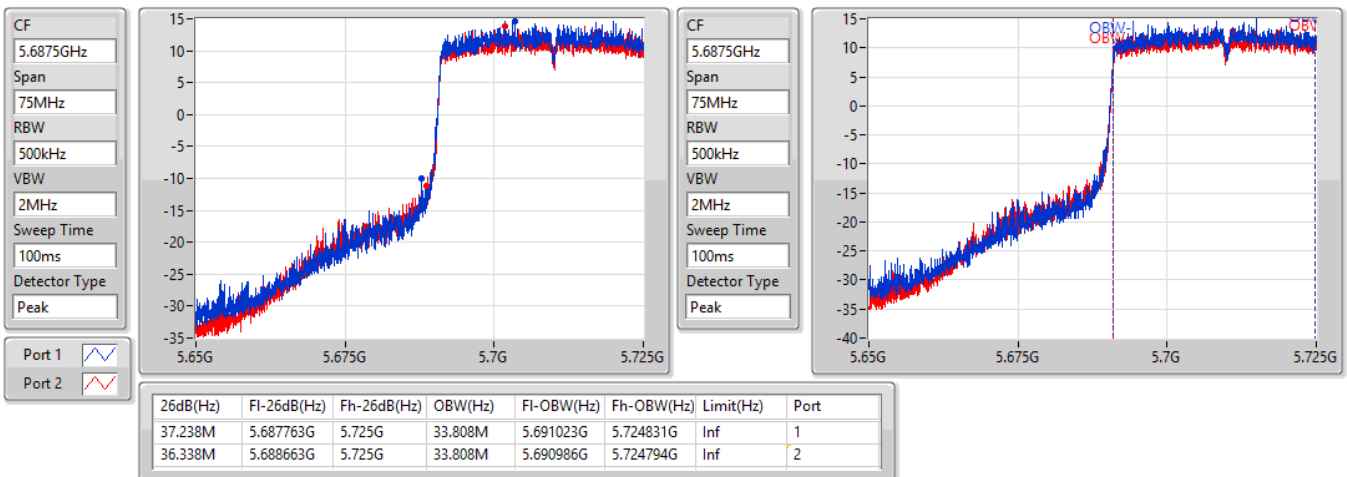 CF
5.6875GHz
Span
75MHz
RBW
500kHz
VBW
2MHz
Sweep Time
100ms
Detector Type
Peak
Port 1
Port 2
15
10
5
0
-5
-10
-15
-20
-25
-30
-35
5.65G 5.675G 5.7G 5.725G
CF
5.6875GHz
Span
75MHz
RBW
500kHz
VBW
2MHz
Sweep Time
100ms
Detector Type
Peak
15
10
5
0
-5
-10
-15
-20
-25
-30
-35
-40
OBW-l
5.65G 5.675G 5.7G 5.725G
26dB(Hz) Fl-26dB(Hz) Fh-26dB(Hz) OBW(Hz) Fl-OBW(Hz) Fh-OBW(Hz) Limit(Hz) Port
37.238M 5.687763G 5.725G 33.808M 5.691023G 5.724831G Inf 1
36.338M 5.688663G 5.725G 33.808M 5.690986G 5.724794G Inf 2